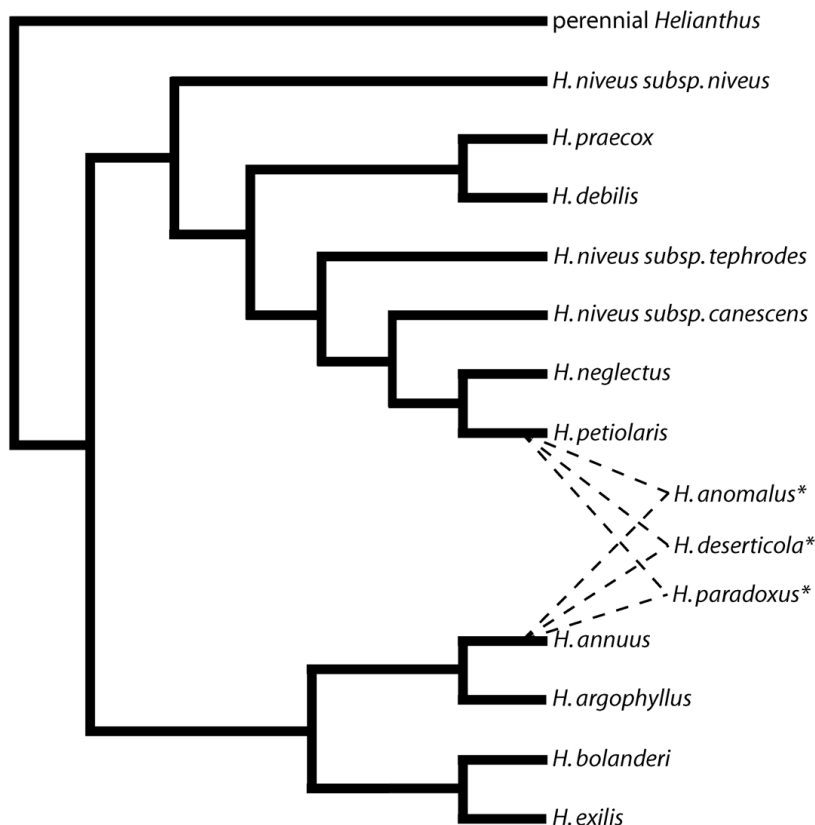 perennial Helianthus
H. niveus subsp. niveus
H. praecox
H. debilis
H. niveus subsp. tephrodes
H. niveus subsp. canescens
H. neglectus
H. petiolaris
H. anomalus*
H. deserticola*
H. paradoxus*
H. annuus
H. argophyllus
H. bolanderi
H. exilis